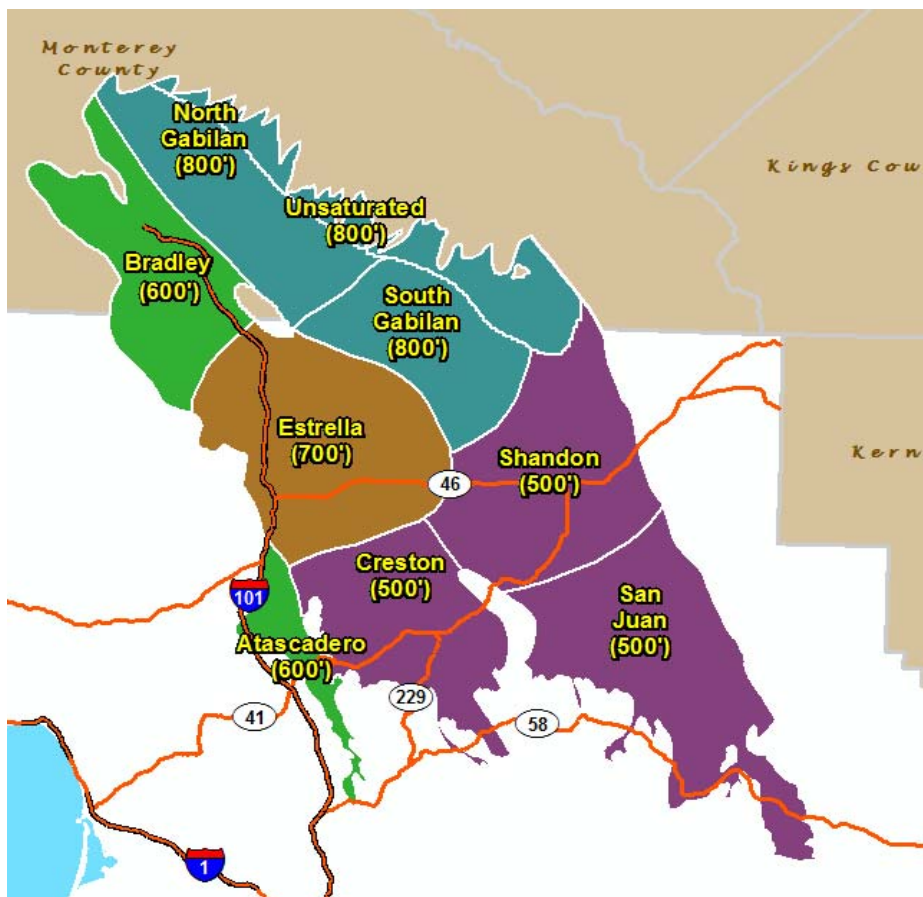 Monterey
County
North
Gabilan
(800')
Kings Cou
Unsaturated
(800')
Bradley
(600')
South
Gabilan
(800')
Estrella
(700')
Shandon
(500')
Kern
46
Creston
(500')
101
San
Juan
(500')
Atascadero
(600')
229
41
58
1